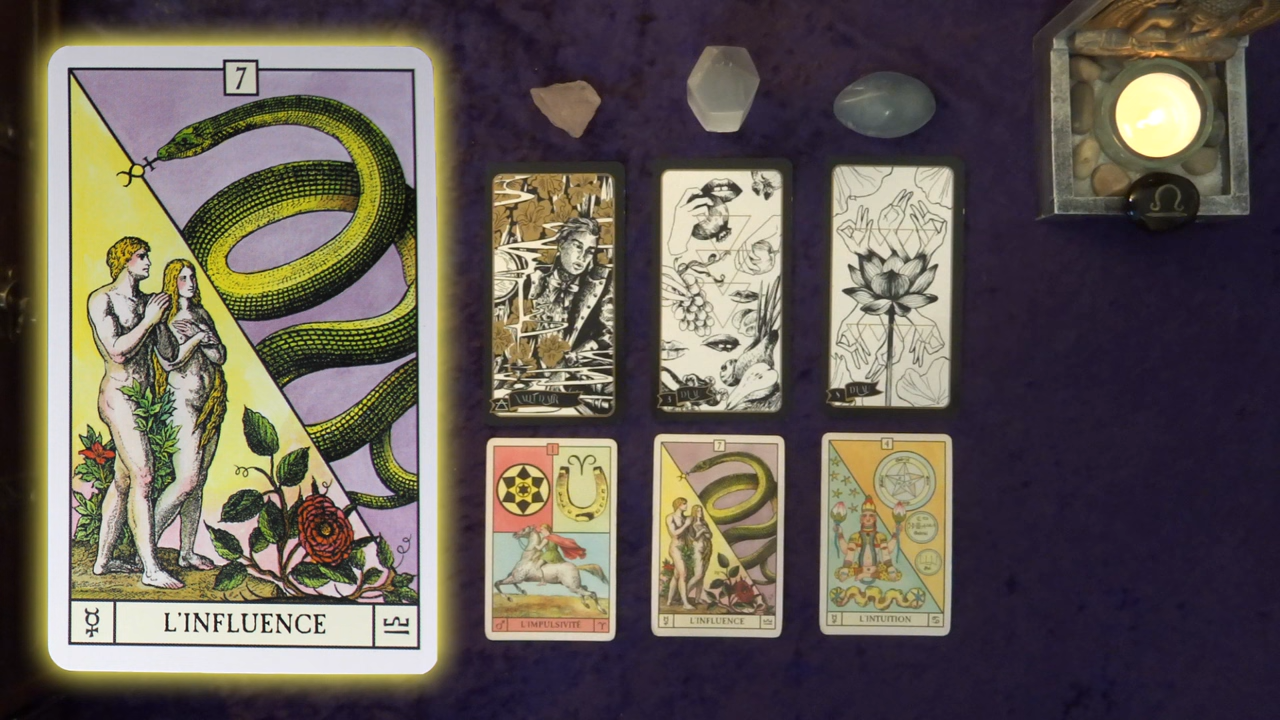 7
L'INFLUENCE
1
L'IMPULSIVITÉ
7
L'INFLUENCE
4
L'INTUITION